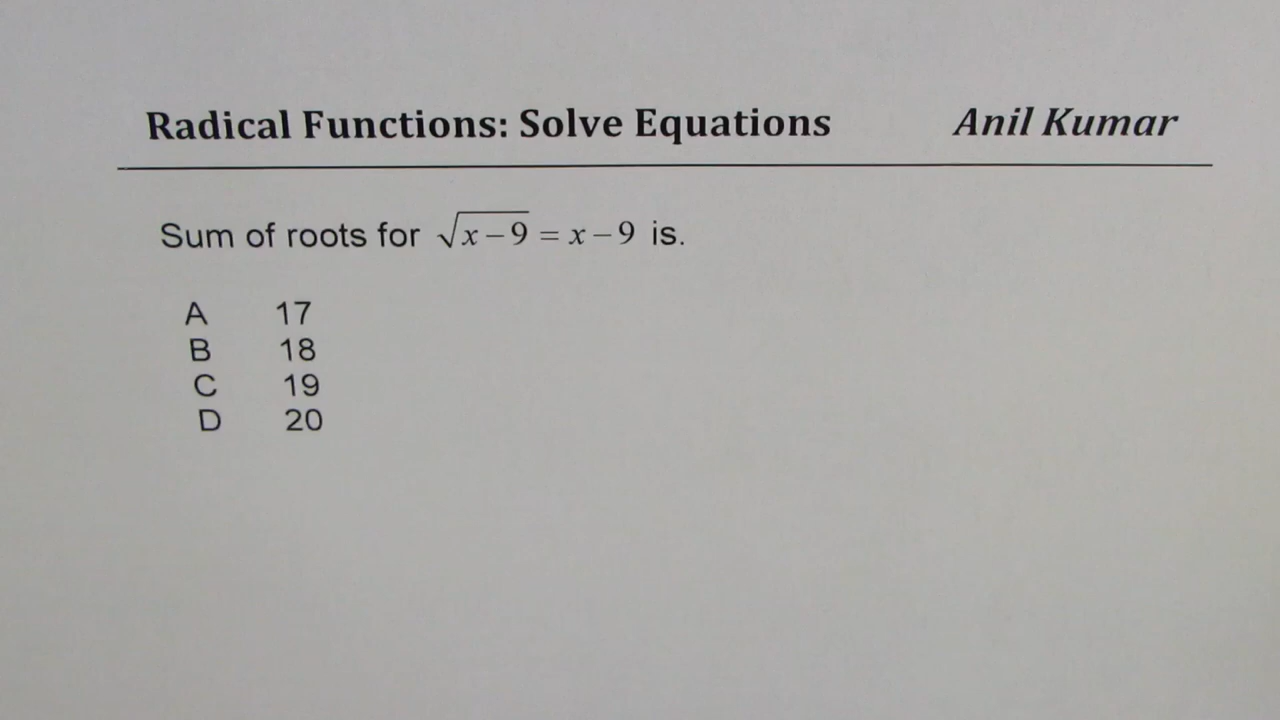 Radical Functions: Solve Equations Anil Kumar
Sum of roots for √(x−9) = x−9 is.
A 17
B 18
C 19
D 20